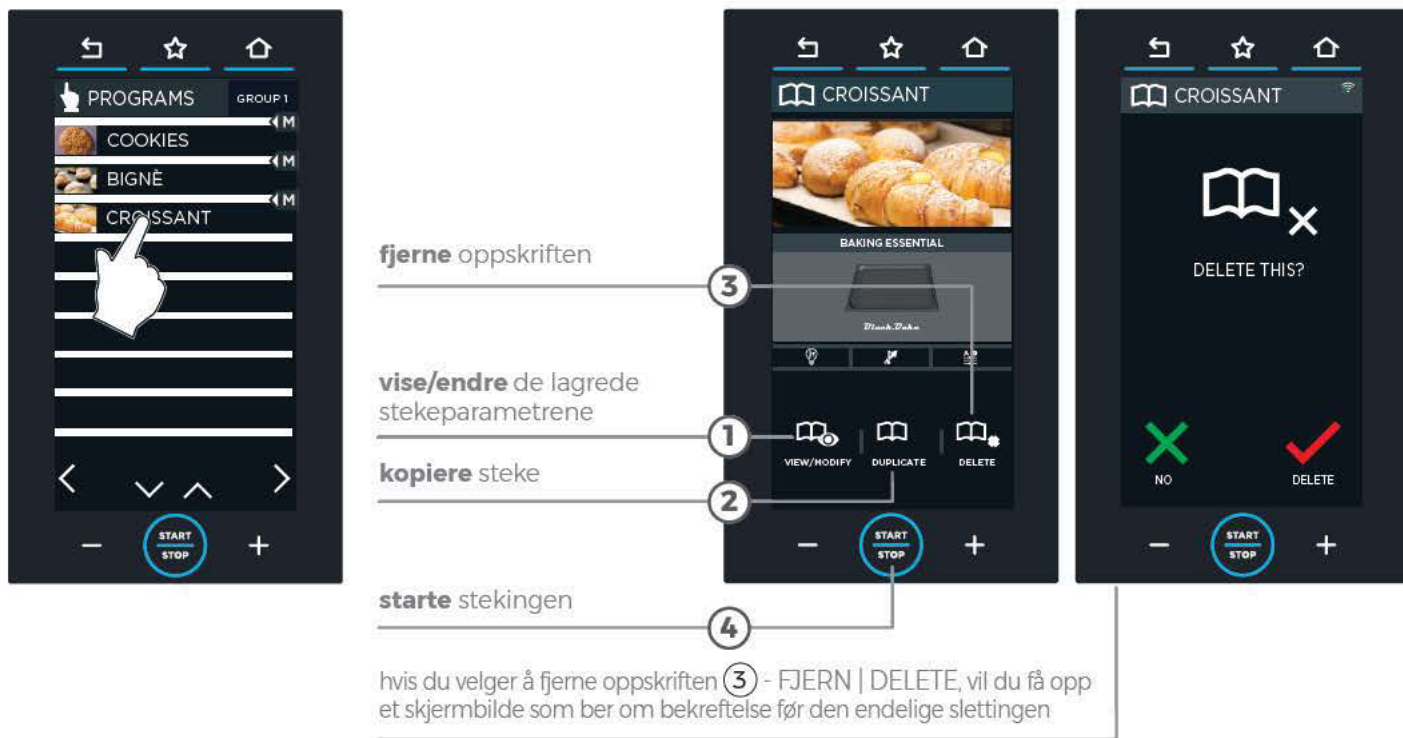 PROGRAMS GROUP 1
M
COOKIES
M
BIGNÈ
M
CROISSANT
START
STOP
fjerne oppskriften
3
vise/endre de lagrede
stekeparametrene
1
kopiere steke
2
starte stekingen
4
hvis du velger å fjerne oppskriften 3 - FJERN | DELETE, vil du få opp
et skjermbilde som ber om bekreftelse før den endelige slettingen
CROISSANT
BAKING ESSENTIAL
Black.Bake
VIEW/MODIFY DUPLICATE DELETE
START
STOP
CROISSANT
DELETE THIS?
NO DELETE
START
STOP